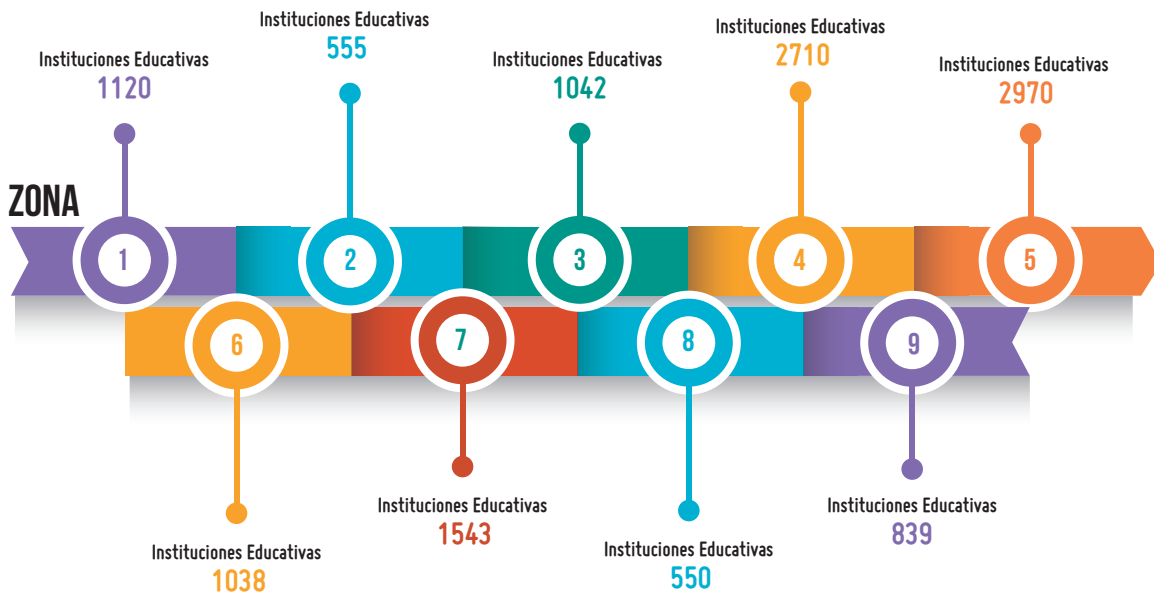 Instituciones Educativas
1120
Instituciones Educativas
555
Instituciones Educativas
1042
Instituciones Educativas
2710
Instituciones Educativas
2970
ZONA
1
2
3
4
5
6
7
8
9
Instituciones Educativas
1038
Instituciones Educativas
1543
Instituciones Educativas
550
Instituciones Educativas
839